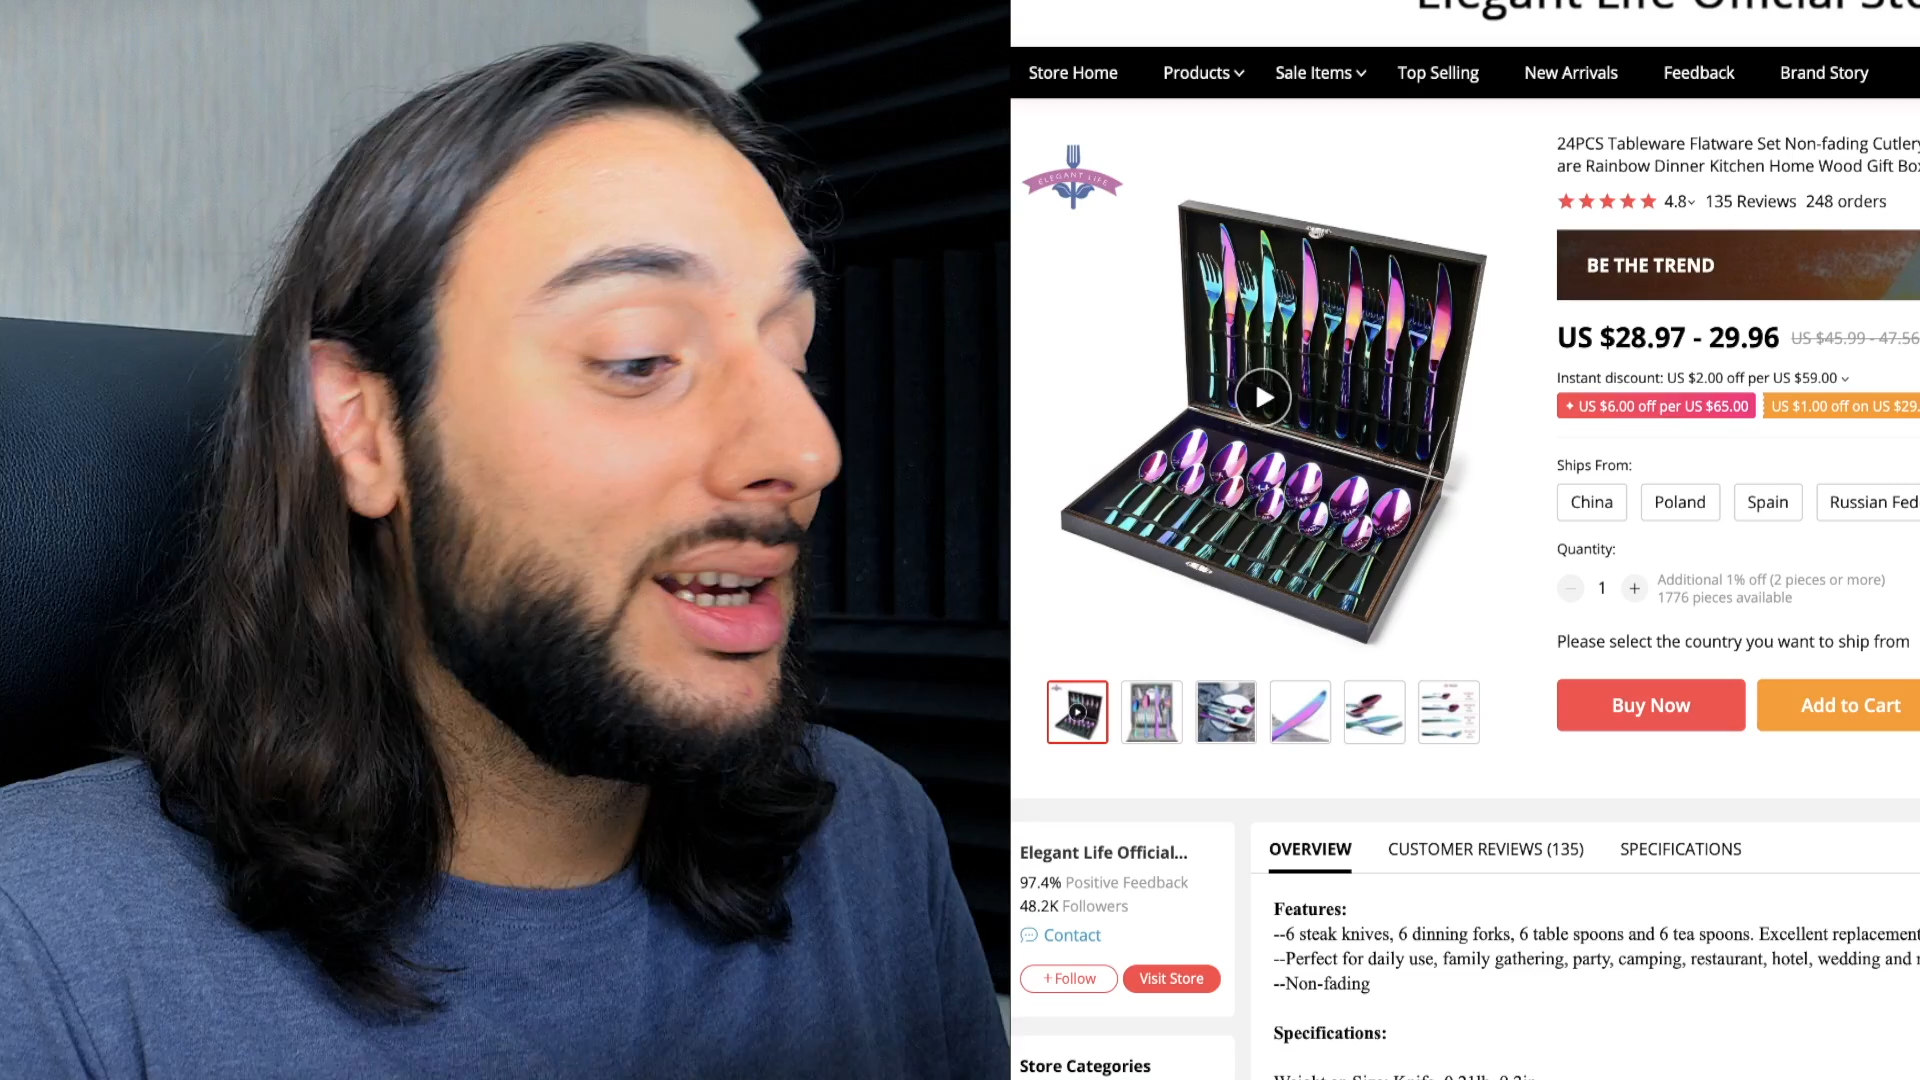 Elegant Life Official Sto
Store Home Products Sale Items Top Selling New Arrivals Feedback Brand Story
ELEGANT LIFE
24PCS Tableware Flatware Set Non-fading Cutlery
are Rainbow Dinner Kitchen Home Wood Gift Box
4.8 135 Reviews 248 orders
BE THE TREND
US $28.97 - 29.96 US $45.99 - 47.56
Instant discount: US $2.00 off per US $59.00
US $6.00 off per US $65.00 US $1.00 off on US $29.
Ships From:
China Poland Spain Russian Fed
Quantity:
1 + Additional 1% off (2 pieces or more)
1776 pieces available
Please select the country you want to ship from
Buy Now Add to Cart
Elegant Life Official...
97.4% Positive Feedback
48.2K Followers
Contact
+ Follow Visit Store
Store Categories
OVERVIEW CUSTOMER REVIEWS (135) SPECIFICATIONS
Features:
--6 steak knives, 6 dinning forks, 6 table spoons and 6 tea spoons. Excellent replacement
--Perfect for daily use, family gathering, party, camping, restaurant, hotel, wedding and
--Non-fading
Specifications: